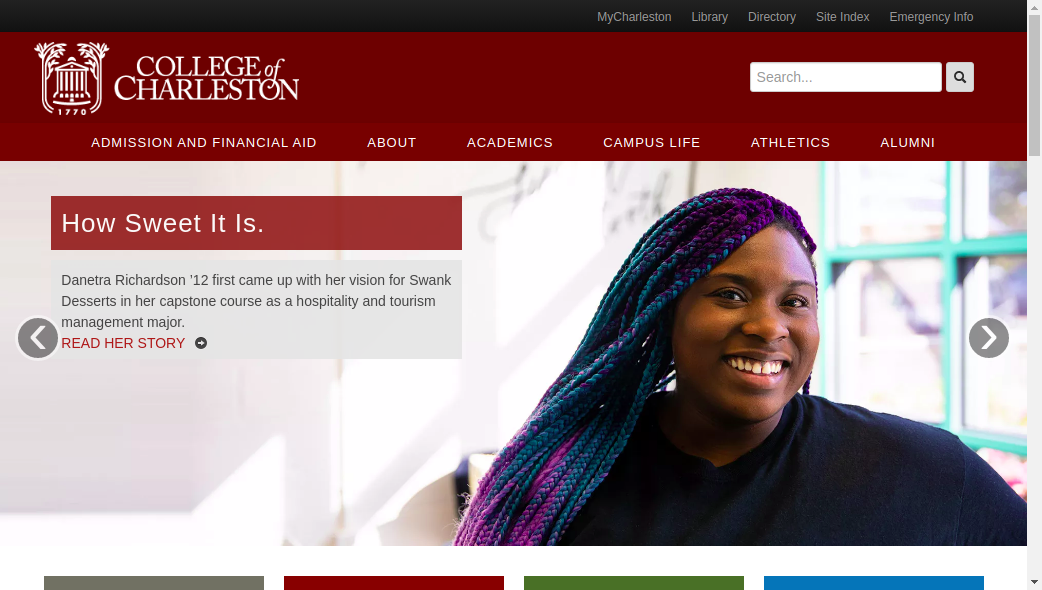 MyCharleston Library Directory Site Index Emergency Info
COLLEGE of
CHARLESTON
1770
Search...
ADMISSION AND FINANCIAL AID ABOUT ACADEMICS CAMPUS LIFE ATHLETICS ALUMNI
How Sweet It Is.
Danetra Richardson ’12 first came up with her vision for Swank
Desserts in her capstone course as a hospitality and tourism
management major.
READ HER STORY